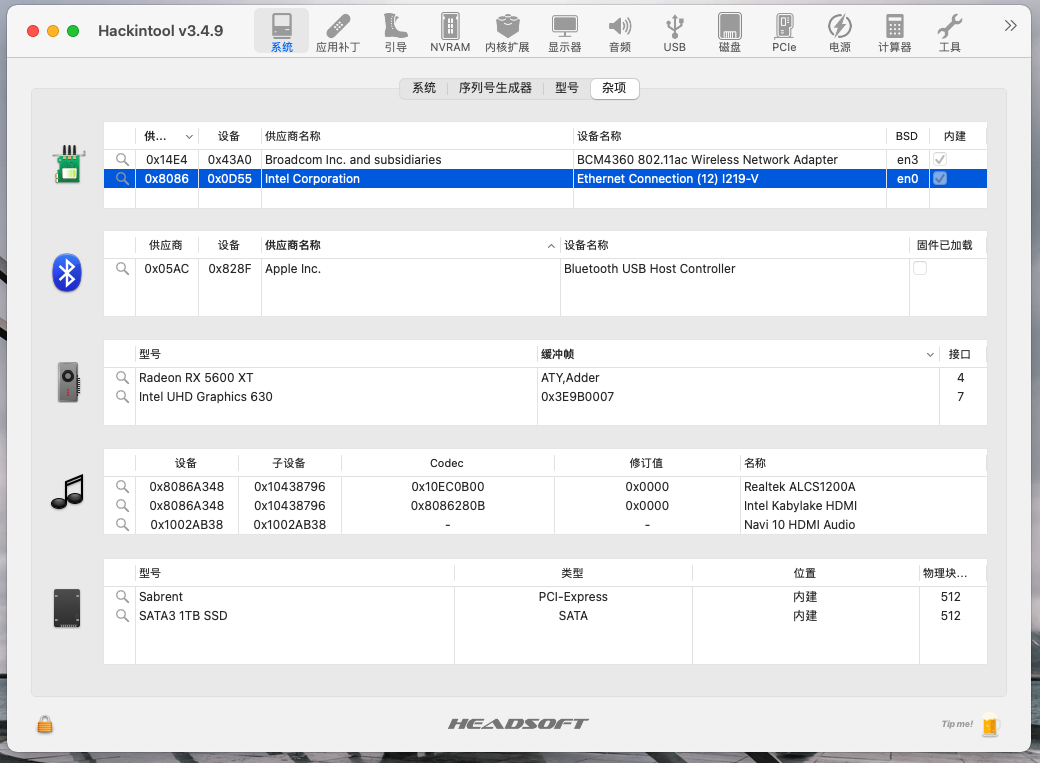 Hackintool v3.4.9
系统 应用补丁 引导 NVRAM 内核扩展 显示器 音频 USB 磁盘 PCIe 电源 计算器 工具
系统 序列号生成器 型号 杂项
供... 设备 供应商名称 设备名称 BSD 内建
0x14E4 0x43A0 Broadcom Inc. and subsidiaries BCM4360 802.11ac Wireless Network Adapter en3
0x8086 0x0D55 Intel Corporation Ethernet Connection (12) I219-V en0
供应商 设备 供应商名称 设备名称 固件已加载
0x05AC 0x828F Apple Inc. Bluetooth USB Host Controller
型号 缓冲帧 接口
Radeon RX 5600 XT ATY,Adder 4
Intel UHD Graphics 630 0x3E9B0007 7
设备 子设备 Codec 修订值 名称
0x8086A348 0x10438796 0x10EC0B00 0x0000 Realtek ALCS1200A
0x8086A348 0x10438796 0x8086280B 0x0000 Intel Kabylake HDMI
0x1002AB38 0x1002AB38 - - Navi 10 HDMI Audio
型号 类型 位置 物理块...
Sabrent PCI-Express 内建 512
SATA3 1TB SSD SATA 内建 512
HEADSOFT
Tip me!